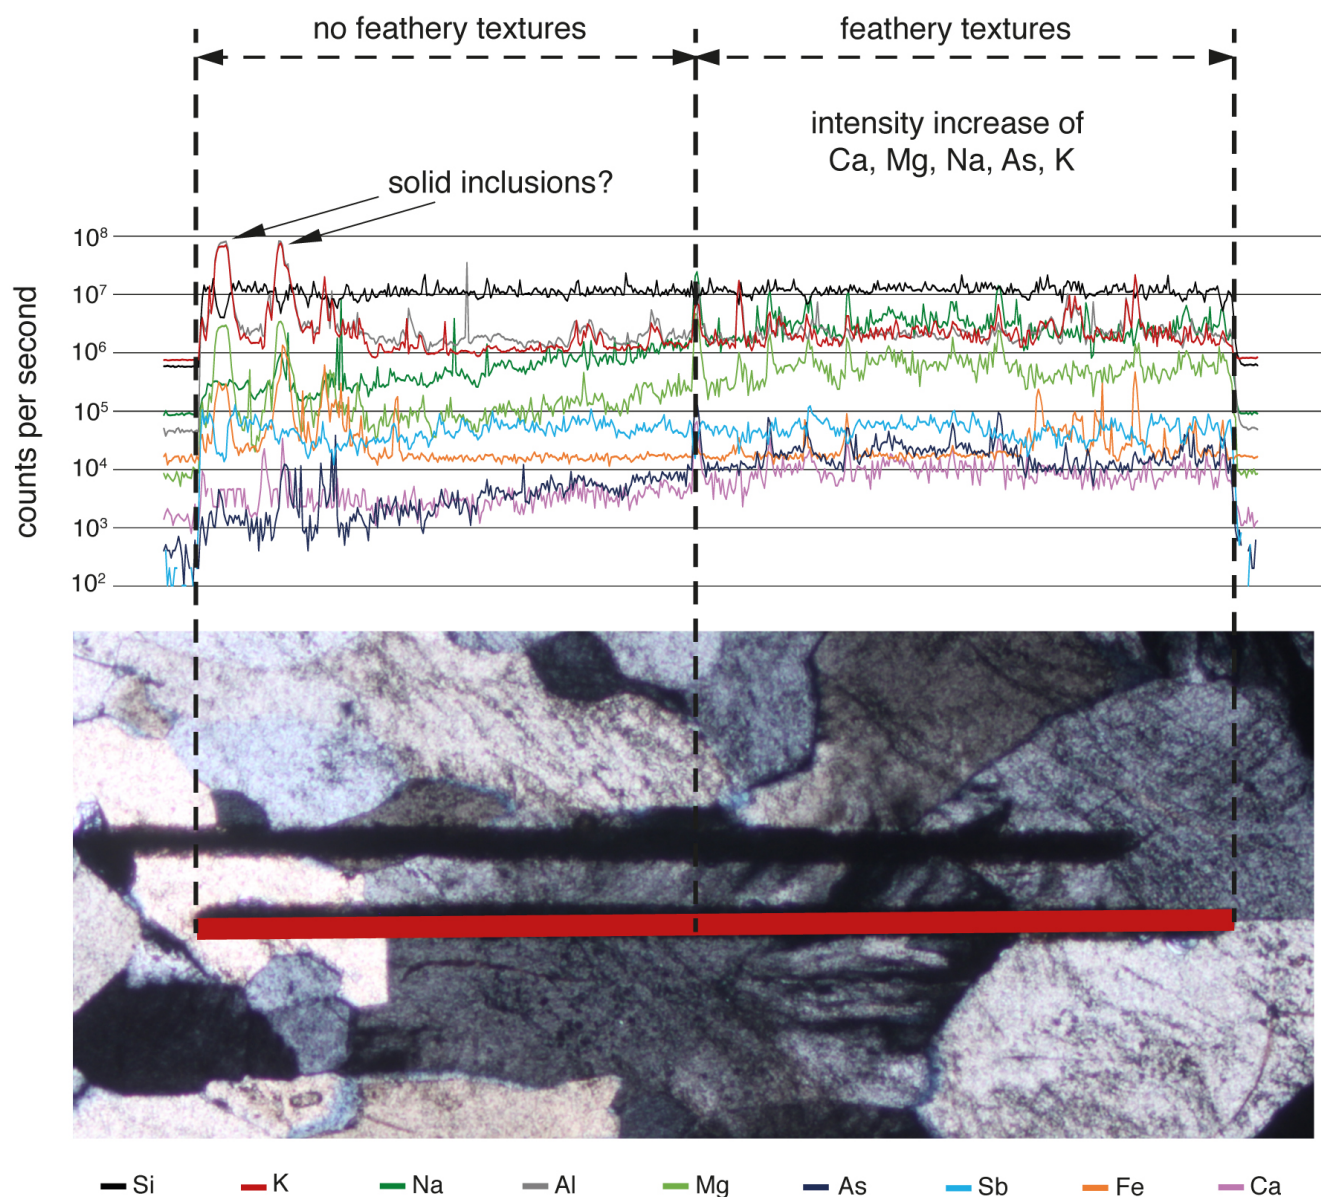 no feathery textures
feathery textures
intensity increase of
Ca, Mg, Na, As, K
solid inclusions?
counts per second
10⁸
10⁷
10⁶
10⁵
10⁴
10³
10²
Si K Na Al Mg As Sb Fe Ca